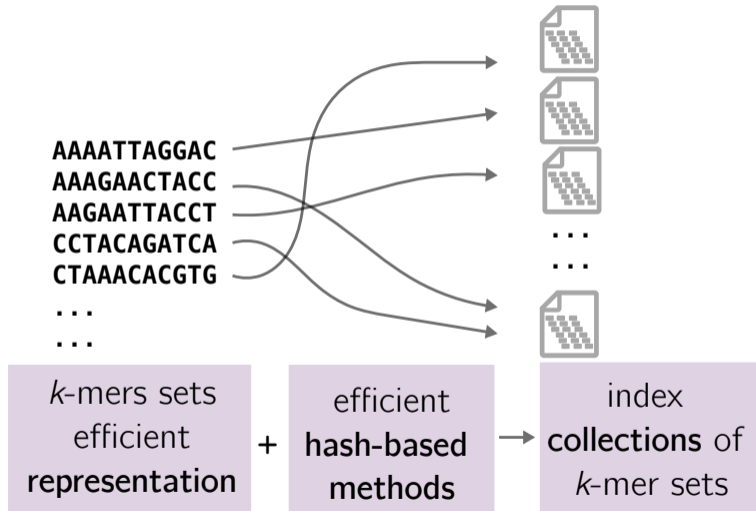 AAAATTAGGAC
AAAGAACTACC
AAGAATTACCT
CCTACAGATCA
CTAAACACGTG
...
...
...
...
k-mers sets
efficient
representation
+
efficient
hash-based
methods
index
collections of
k-mer sets